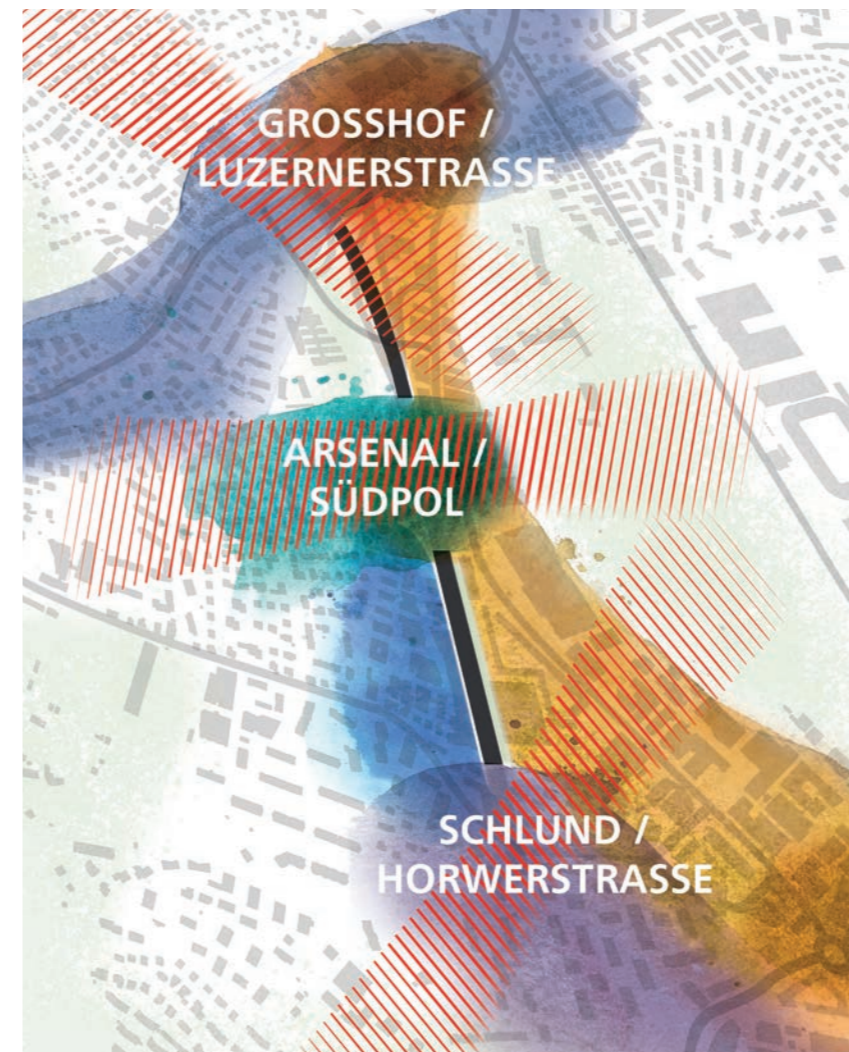 GROSSHOF /
LUZERNERSTRASSE
ARSENAL /
SÜDPOL
SCHLUND /
HORWERSTRASSE